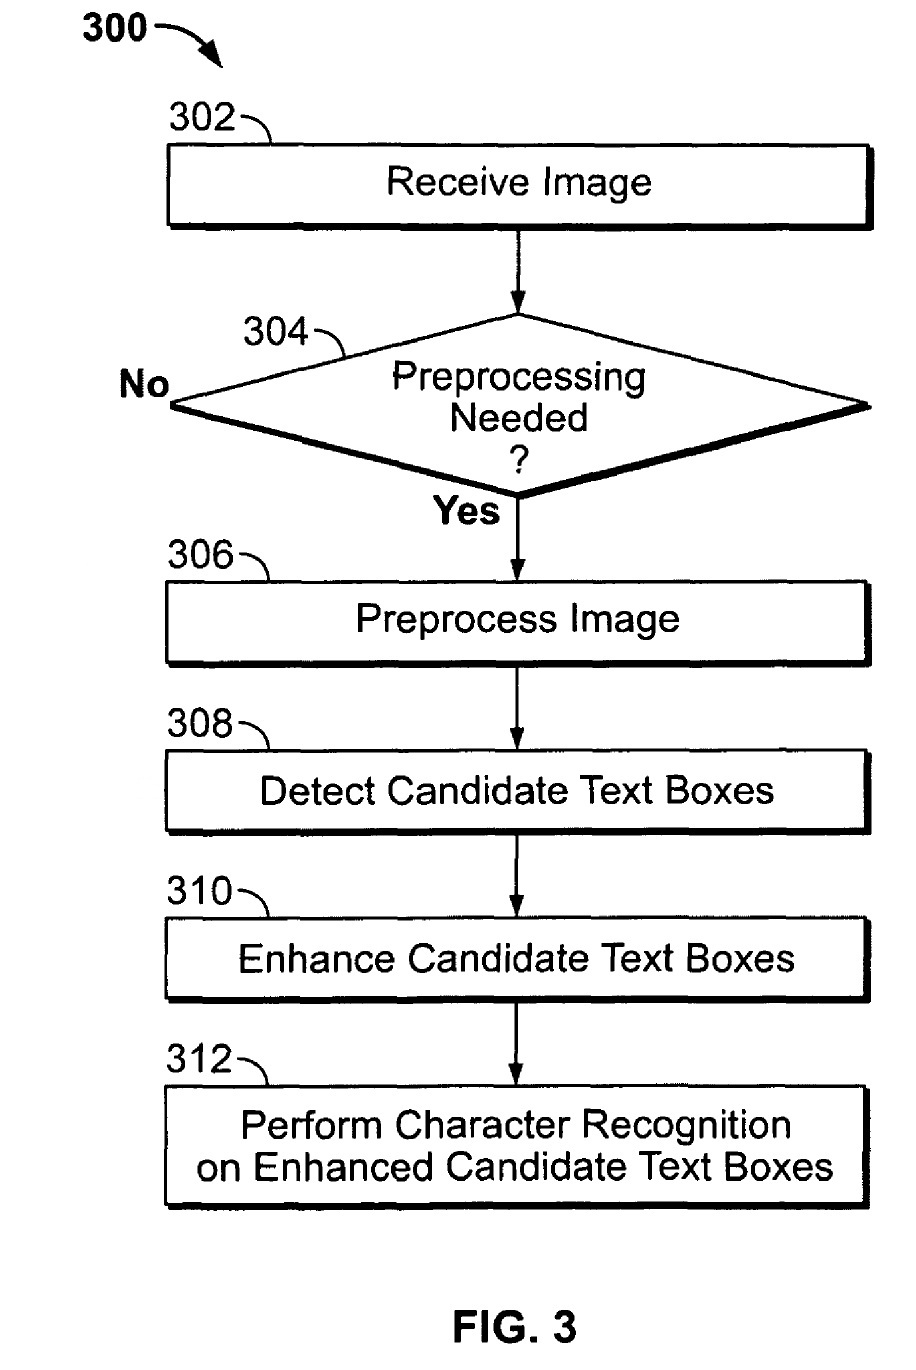 300
302
Receive Image
304
No
Preprocessing
Needed
?
Yes
306
Preprocess Image
308
Detect Candidate Text Boxes
310
Enhance Candidate Text Boxes
312
Perform Character Recognition
on Enhanced Candidate Text Boxes
FIG. 3